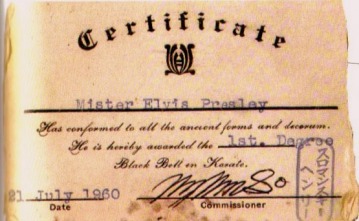 Certificate
Mister Elvis Presley
Has conformed to all the ancient forms and decorum.
He is hereby awarded the 1st. Degree
Black Belt en Karate.
21 July 1960
Date
Commissioner